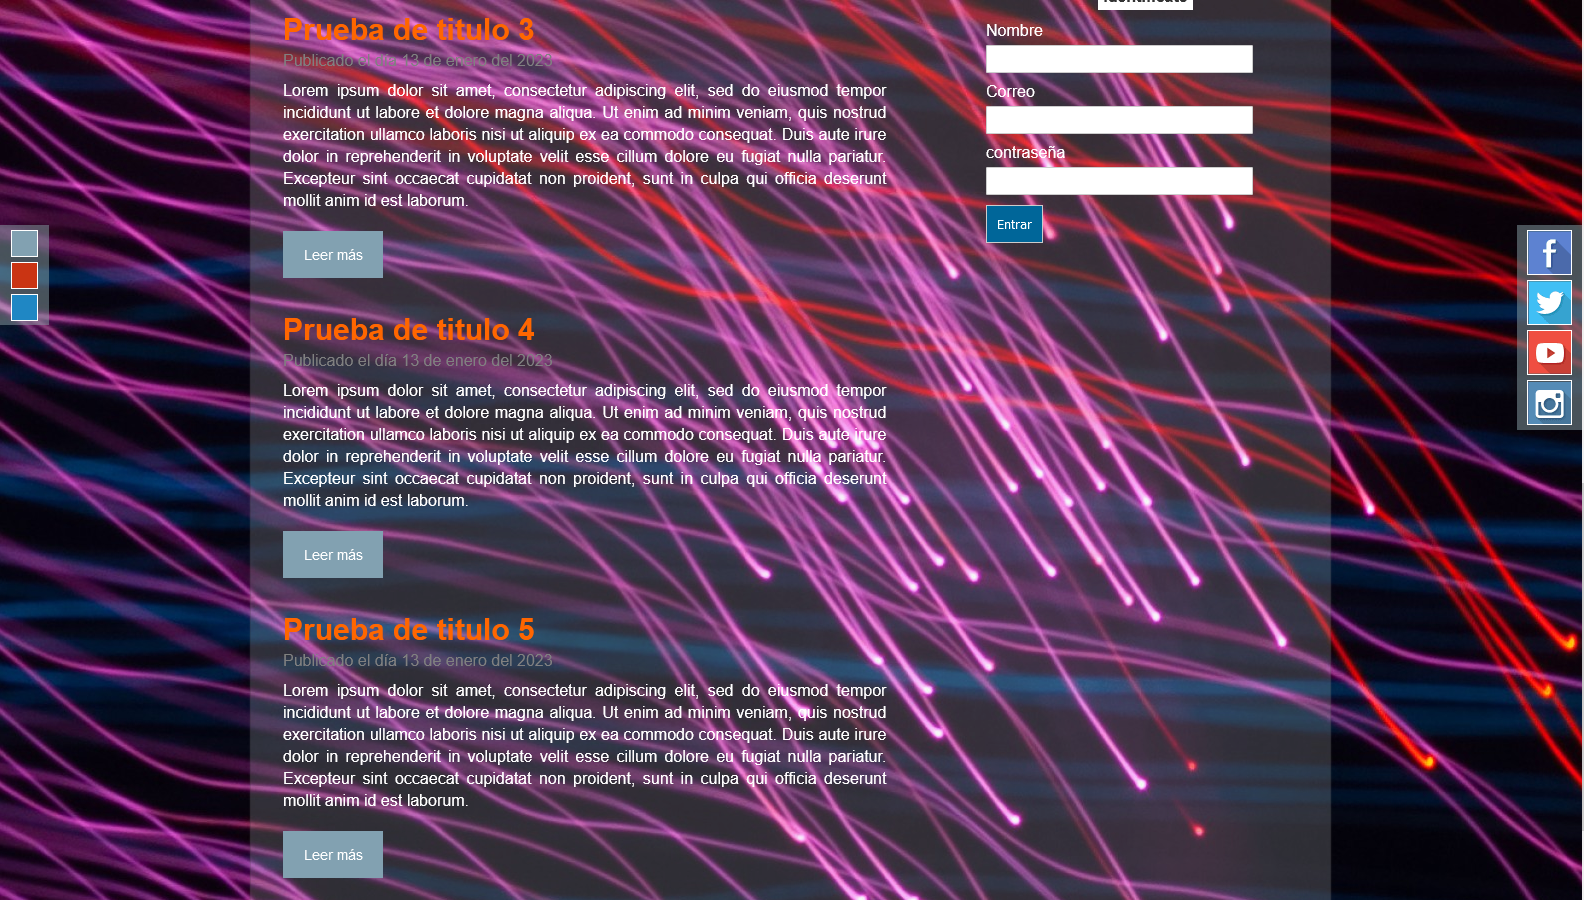 Prueba de titulo 3
Publicado el día 13 de enero del 2023
Lorem ipsum dolor sit amet, consectetur adipiscing elit, sed do eiusmod tempor
incididunt ut labore et dolore magna aliqua. Ut enim ad minim veniam, quis nostrud
exercitation ullamco laboris nisi ut aliquip ex ea commodo consequat. Duis aute irure
dolor in reprehenderit in voluptate velit esse cillum dolore eu fugiat nulla pariatur.
Excepteur sint occaecat cupidatat non proident, sunt in culpa qui officia deserunt
mollit anim id est laborum.
Leer más
Prueba de titulo 4
Publicado el día 13 de enero del 2023
Lorem ipsum dolor sit amet, consectetur adipiscing elit, sed do eiusmod tempor
incididunt ut labore et dolore magna aliqua. Ut enim ad minim veniam, quis nostrud
exercitation ullamco laboris nisi ut aliquip ex ea commodo consequat. Duis aute irure
dolor in reprehenderit in voluptate velit esse cillum dolore eu fugiat nulla pariatur.
Excepteur sint occaecat cupidatat non proident, sunt in culpa qui officia deserunt
mollit anim id est laborum.
Leer más
Prueba de titulo 5
Publicado el día 13 de enero del 2023
Lorem ipsum dolor sit amet, consectetur adipiscing elit, sed do eiusmod tempor
incididunt ut labore et dolore magna aliqua. Ut enim ad minim veniam, quis nostrud
exercitation ullamco laboris nisi ut aliquip ex ea commodo consequat. Duis aute irure
dolor in reprehenderit in voluptate velit esse cillum dolore eu fugiat nulla pariatur.
Excepteur sint occaecat cupidatat non proident, sunt in culpa qui officia deserunt
mollit anim id est laborum.
Leer más
Nombre
Correo
contraseña
Entrar